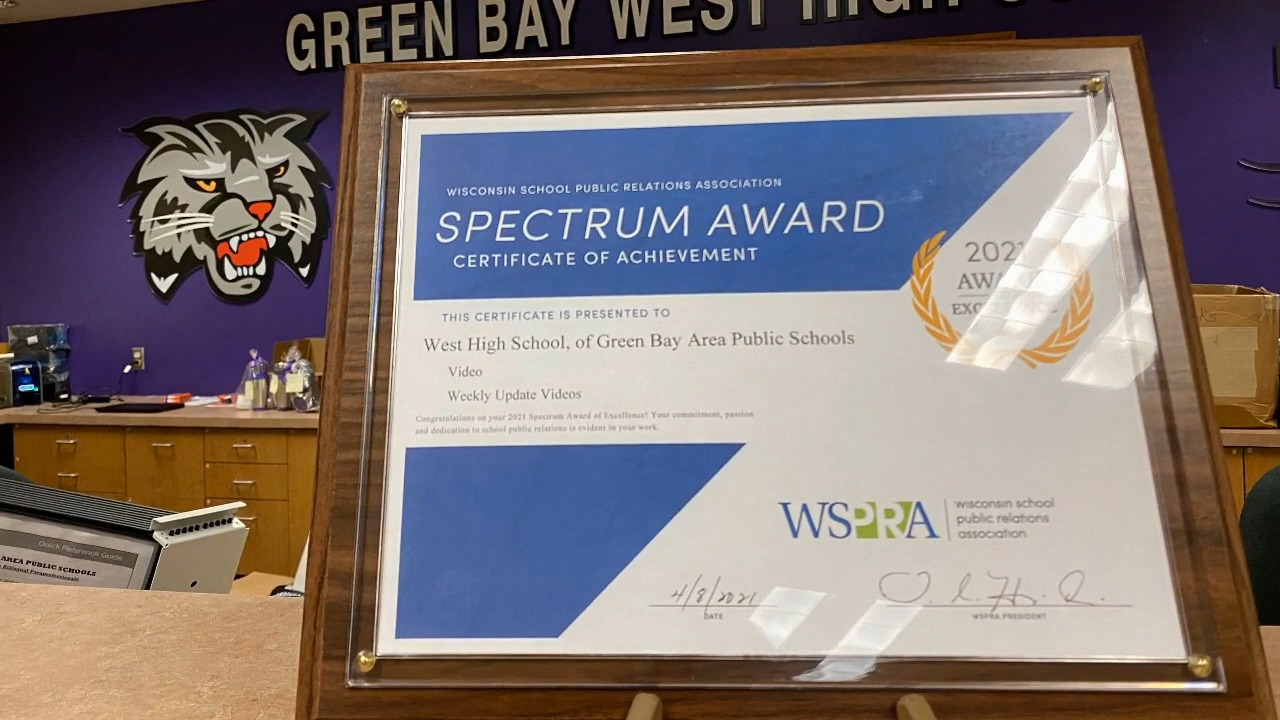 GREEN BAY WEST HIGH
WISCONSIN SCHOOL PUBLIC RELATIONS ASSOCIATION
SPECTRUM AWARD
CERTIFICATE OF ACHIEVEMENT
2021
EXCELLENCE
THIS CERTIFICATE IS PRESENTED TO
West High School, of Green Bay Area Public Schools
Video
Weekly Update Videos
Congratulations on your 2021 Spectrum Award of Excellence! Your commitment, passion
and dedication to school public relations is evident in your work.
WSPRA
wisconsin school
public relations
association
4/8/2021
DATE
WSPRA PRESIDENT
Quick Reference Guide
AREA PUBLIC SCHOOLS
Paraprofessionals